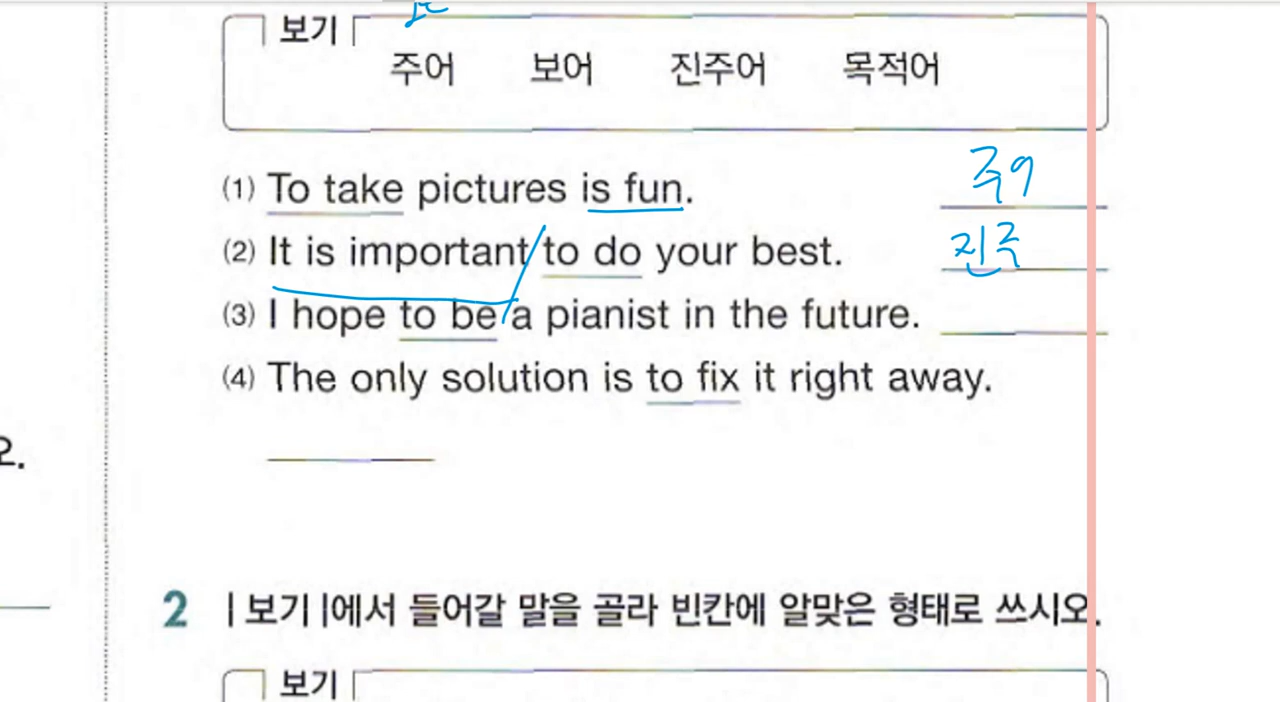 보기
주어 보어 진주어 목적어
(1) To take pictures is fun. 주어
(2) It is important to do your best. 진주
(3) I hope to be a pianist in the future.
(4) The only solution is to fix it right away.
오.
2 | 보기 |에서 들어갈 말을 골라 빈칸에 알맞은 형태로 쓰시오.
보기